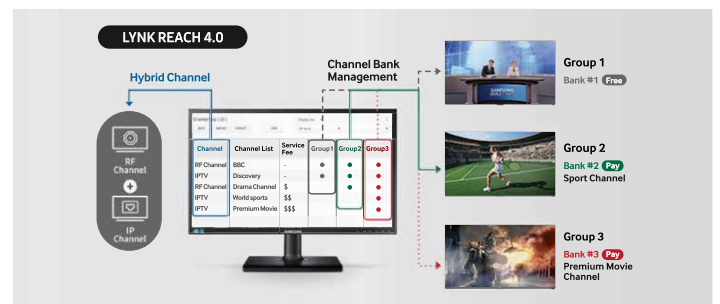 LYNK REACH 4.0
Hybrid Channel
Channel Bank
Management
RF
Channel
IP
Channel
Channel Channel List Service Fee Group1 Group2 Group3
RF Channel BBC -
IPTV Discovery -
RF Channel Drama Channel $
IPTV World sports $$
IPTV Premium Movie $$$
SAMSUNG
SAMSUNG
Group 1
Bank #1 Free
Group 2
Bank #2 Pay
Sport Channel
Group 3
Bank #3 Pay
Premium Movie
Channel